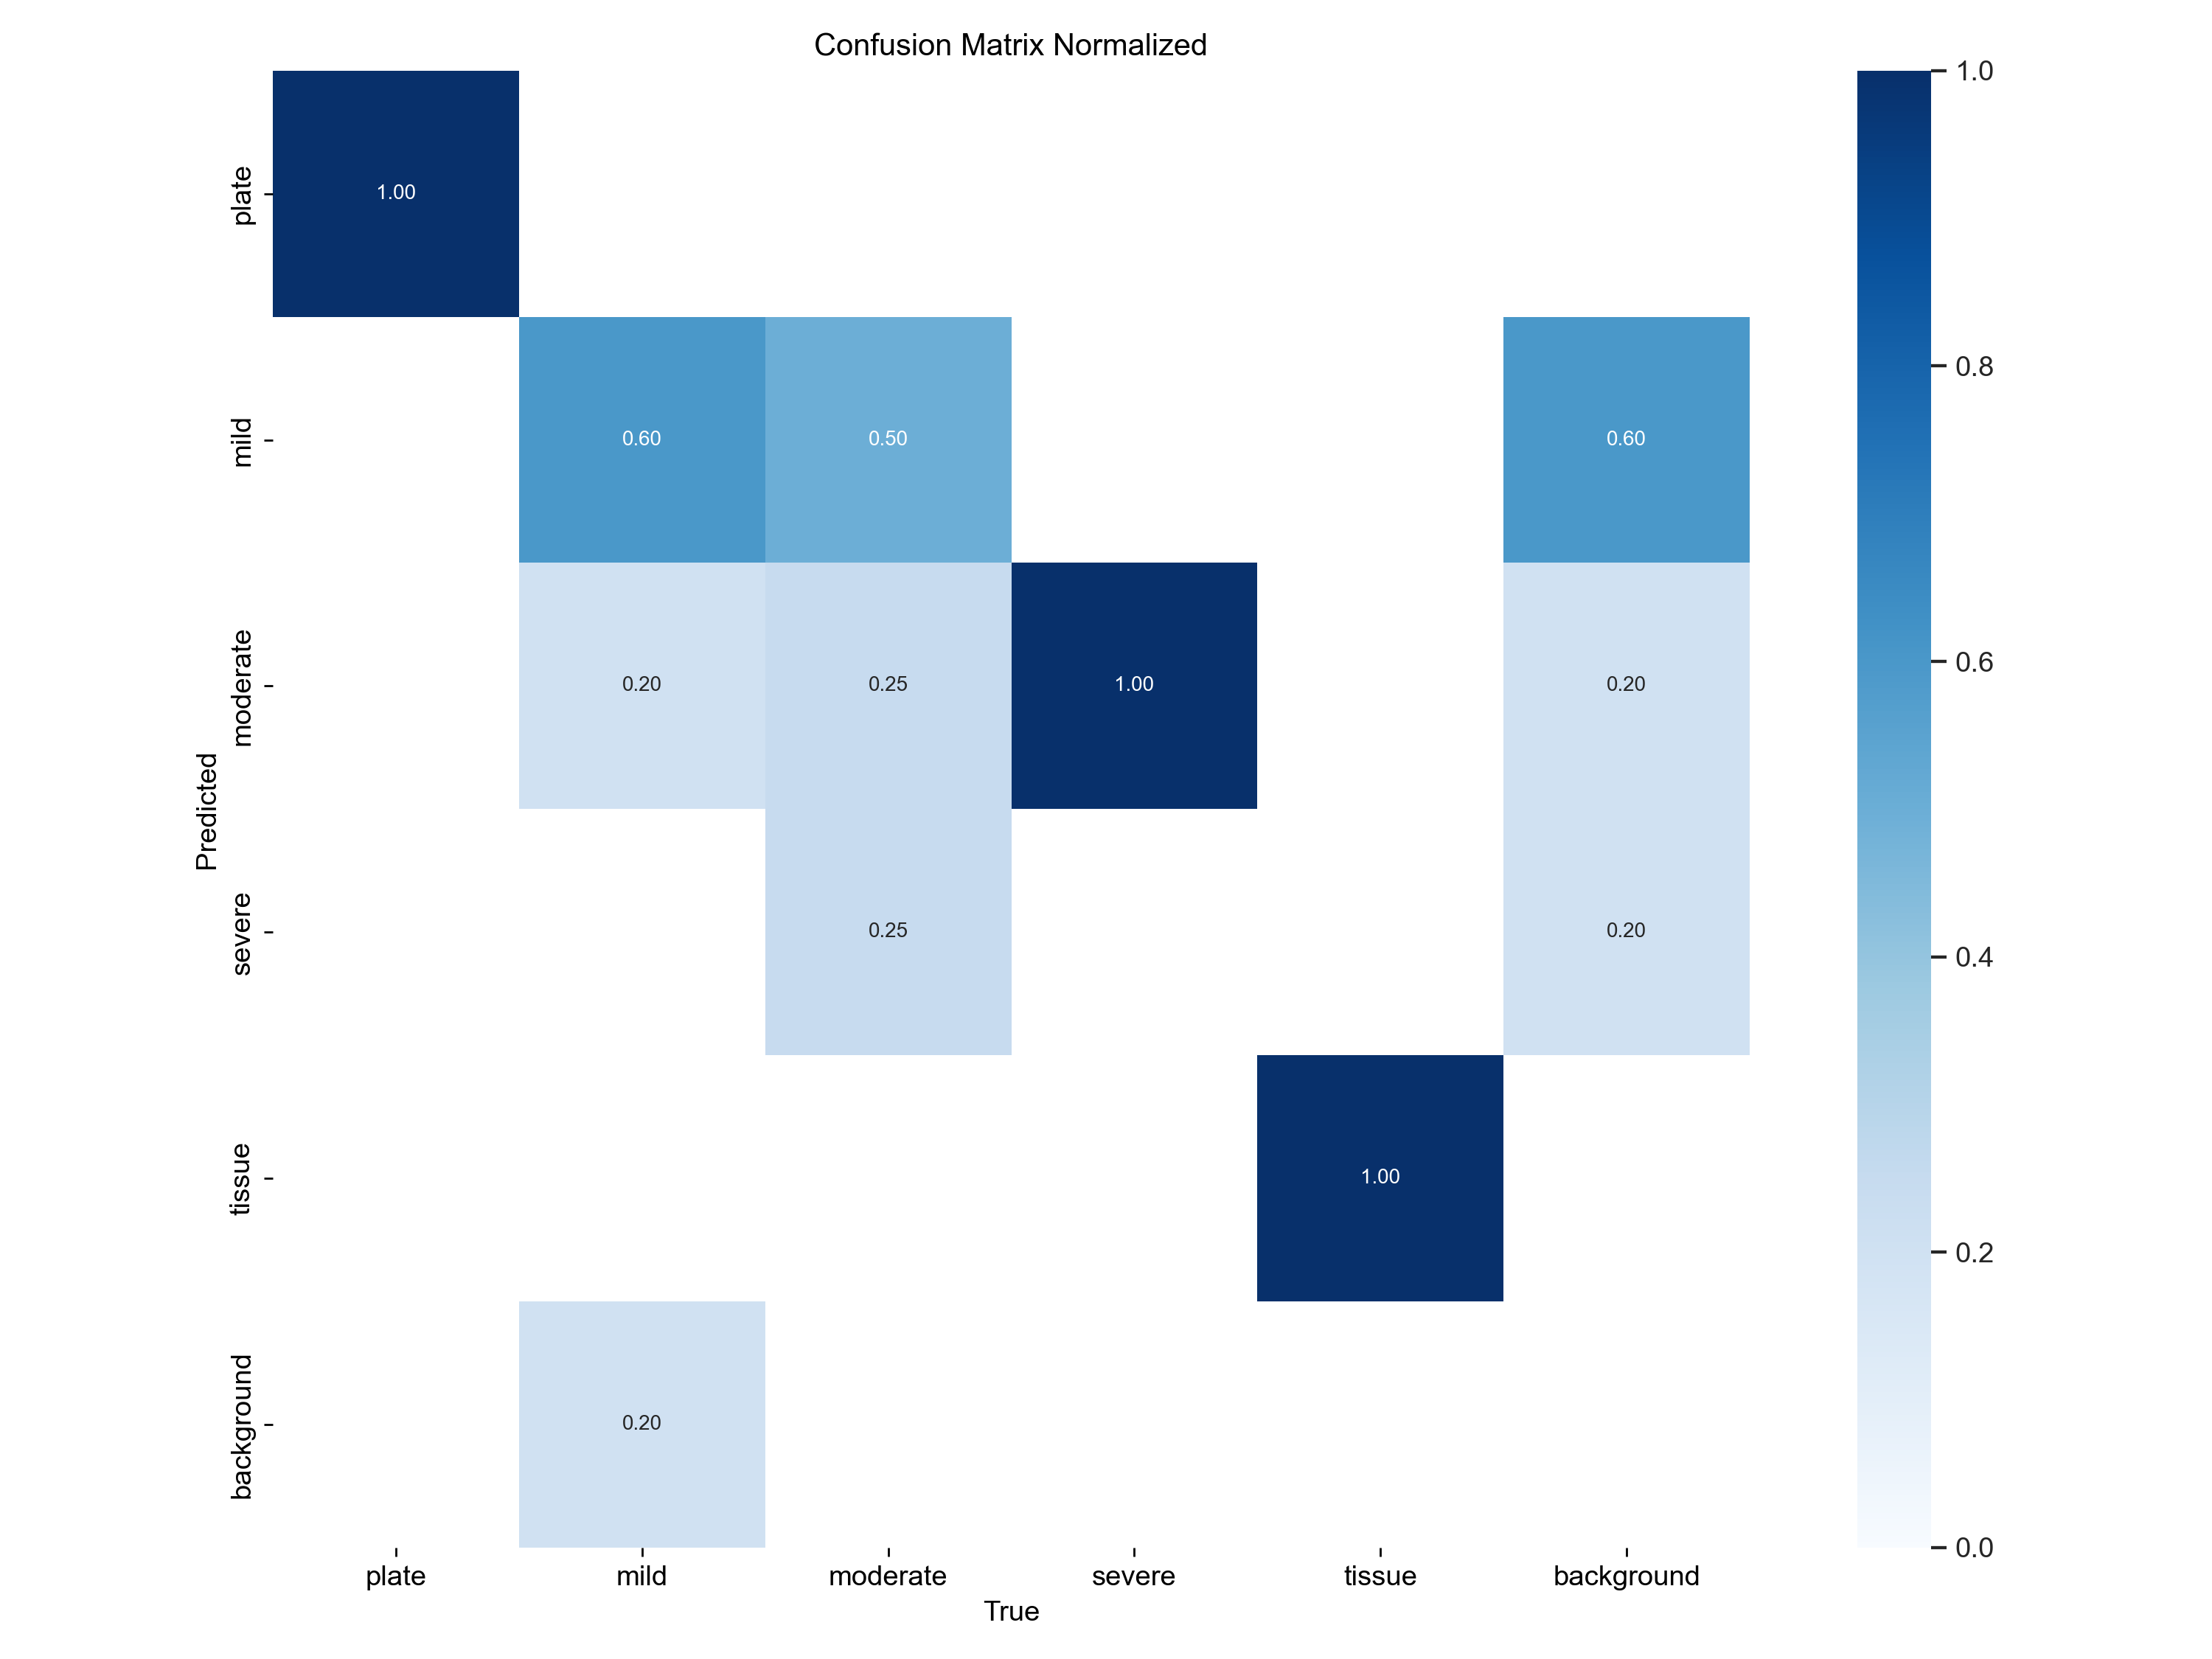 Confusion Matrix Normalized
1.0
plate
1.00
0.8
mild
0.60 0.50 0.60
0.6
moderate
0.20 0.25 1.00 0.20
Predicted
0.4
severe
0.25 0.20
0.2
tissue
1.00
background
0.20
0.0
plate mild moderate severe tissue background
True